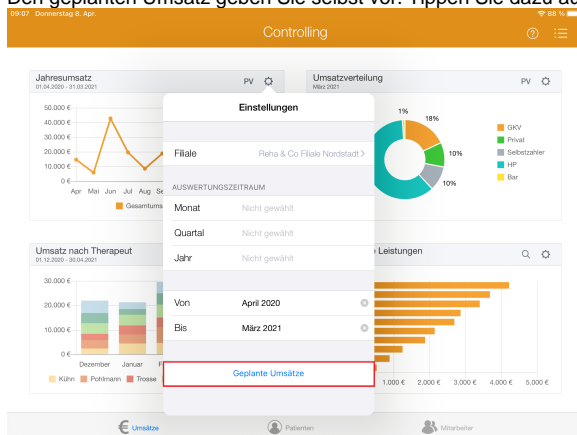 Den geplanten Umsatz geben Sie selbst vor. Tippen Sie dazu au
09:07 Donnerstag 8. Apr.
88 %
Controlling
Jahresumsatz
PV
01.04.2020 - 31.03.2021
50.000 €
40.000 €
30.000 €
20.000 €
10.000 €
0 €
Apr Mai Jun Jul Aug Se
Gesamtums
Umsatzverteilung
PV
März 2021
1%
18%
10%
10%
GKV
Privat
Selbstzahler
HP
Bar
Einstellungen
Filiale
Reha & Co Filiale Nordstadt
AUSWERTUNGSZEITRAUM
Monat
Nicht gewählt
Quartal
Nicht gewählt
Jahr
Nicht gewählt
Von
April 2020
Bis
März 2021
Geplante Umsätze
Umsatz nach Therapeut
01.12.2020 - 30.04.2021
30.000 €
20.000 €
10.000 €
0 €
Dezember Januar F
Kühn Pohlmann Trosse
e Leistungen
1.000 € 2.000 € 3.000 € 4.000 € 5.000 €
Umsätze
Patienten
Mitarbeiter